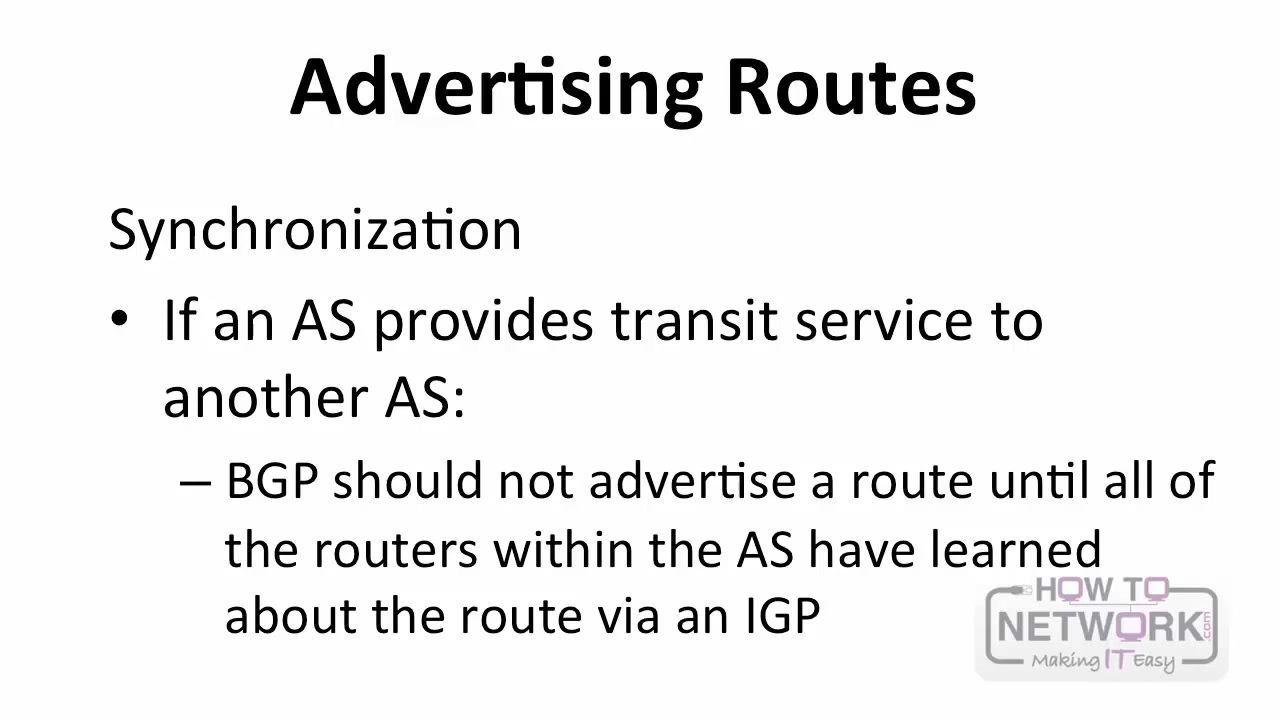 Advertising Routes
Synchronization
• If an AS provides transit service to
another AS:
– BGP should not advertise a route until all of
the routers within the AS have learned
about the route via an IGP
HOW TO
NETWORK.com
Making IT Easy